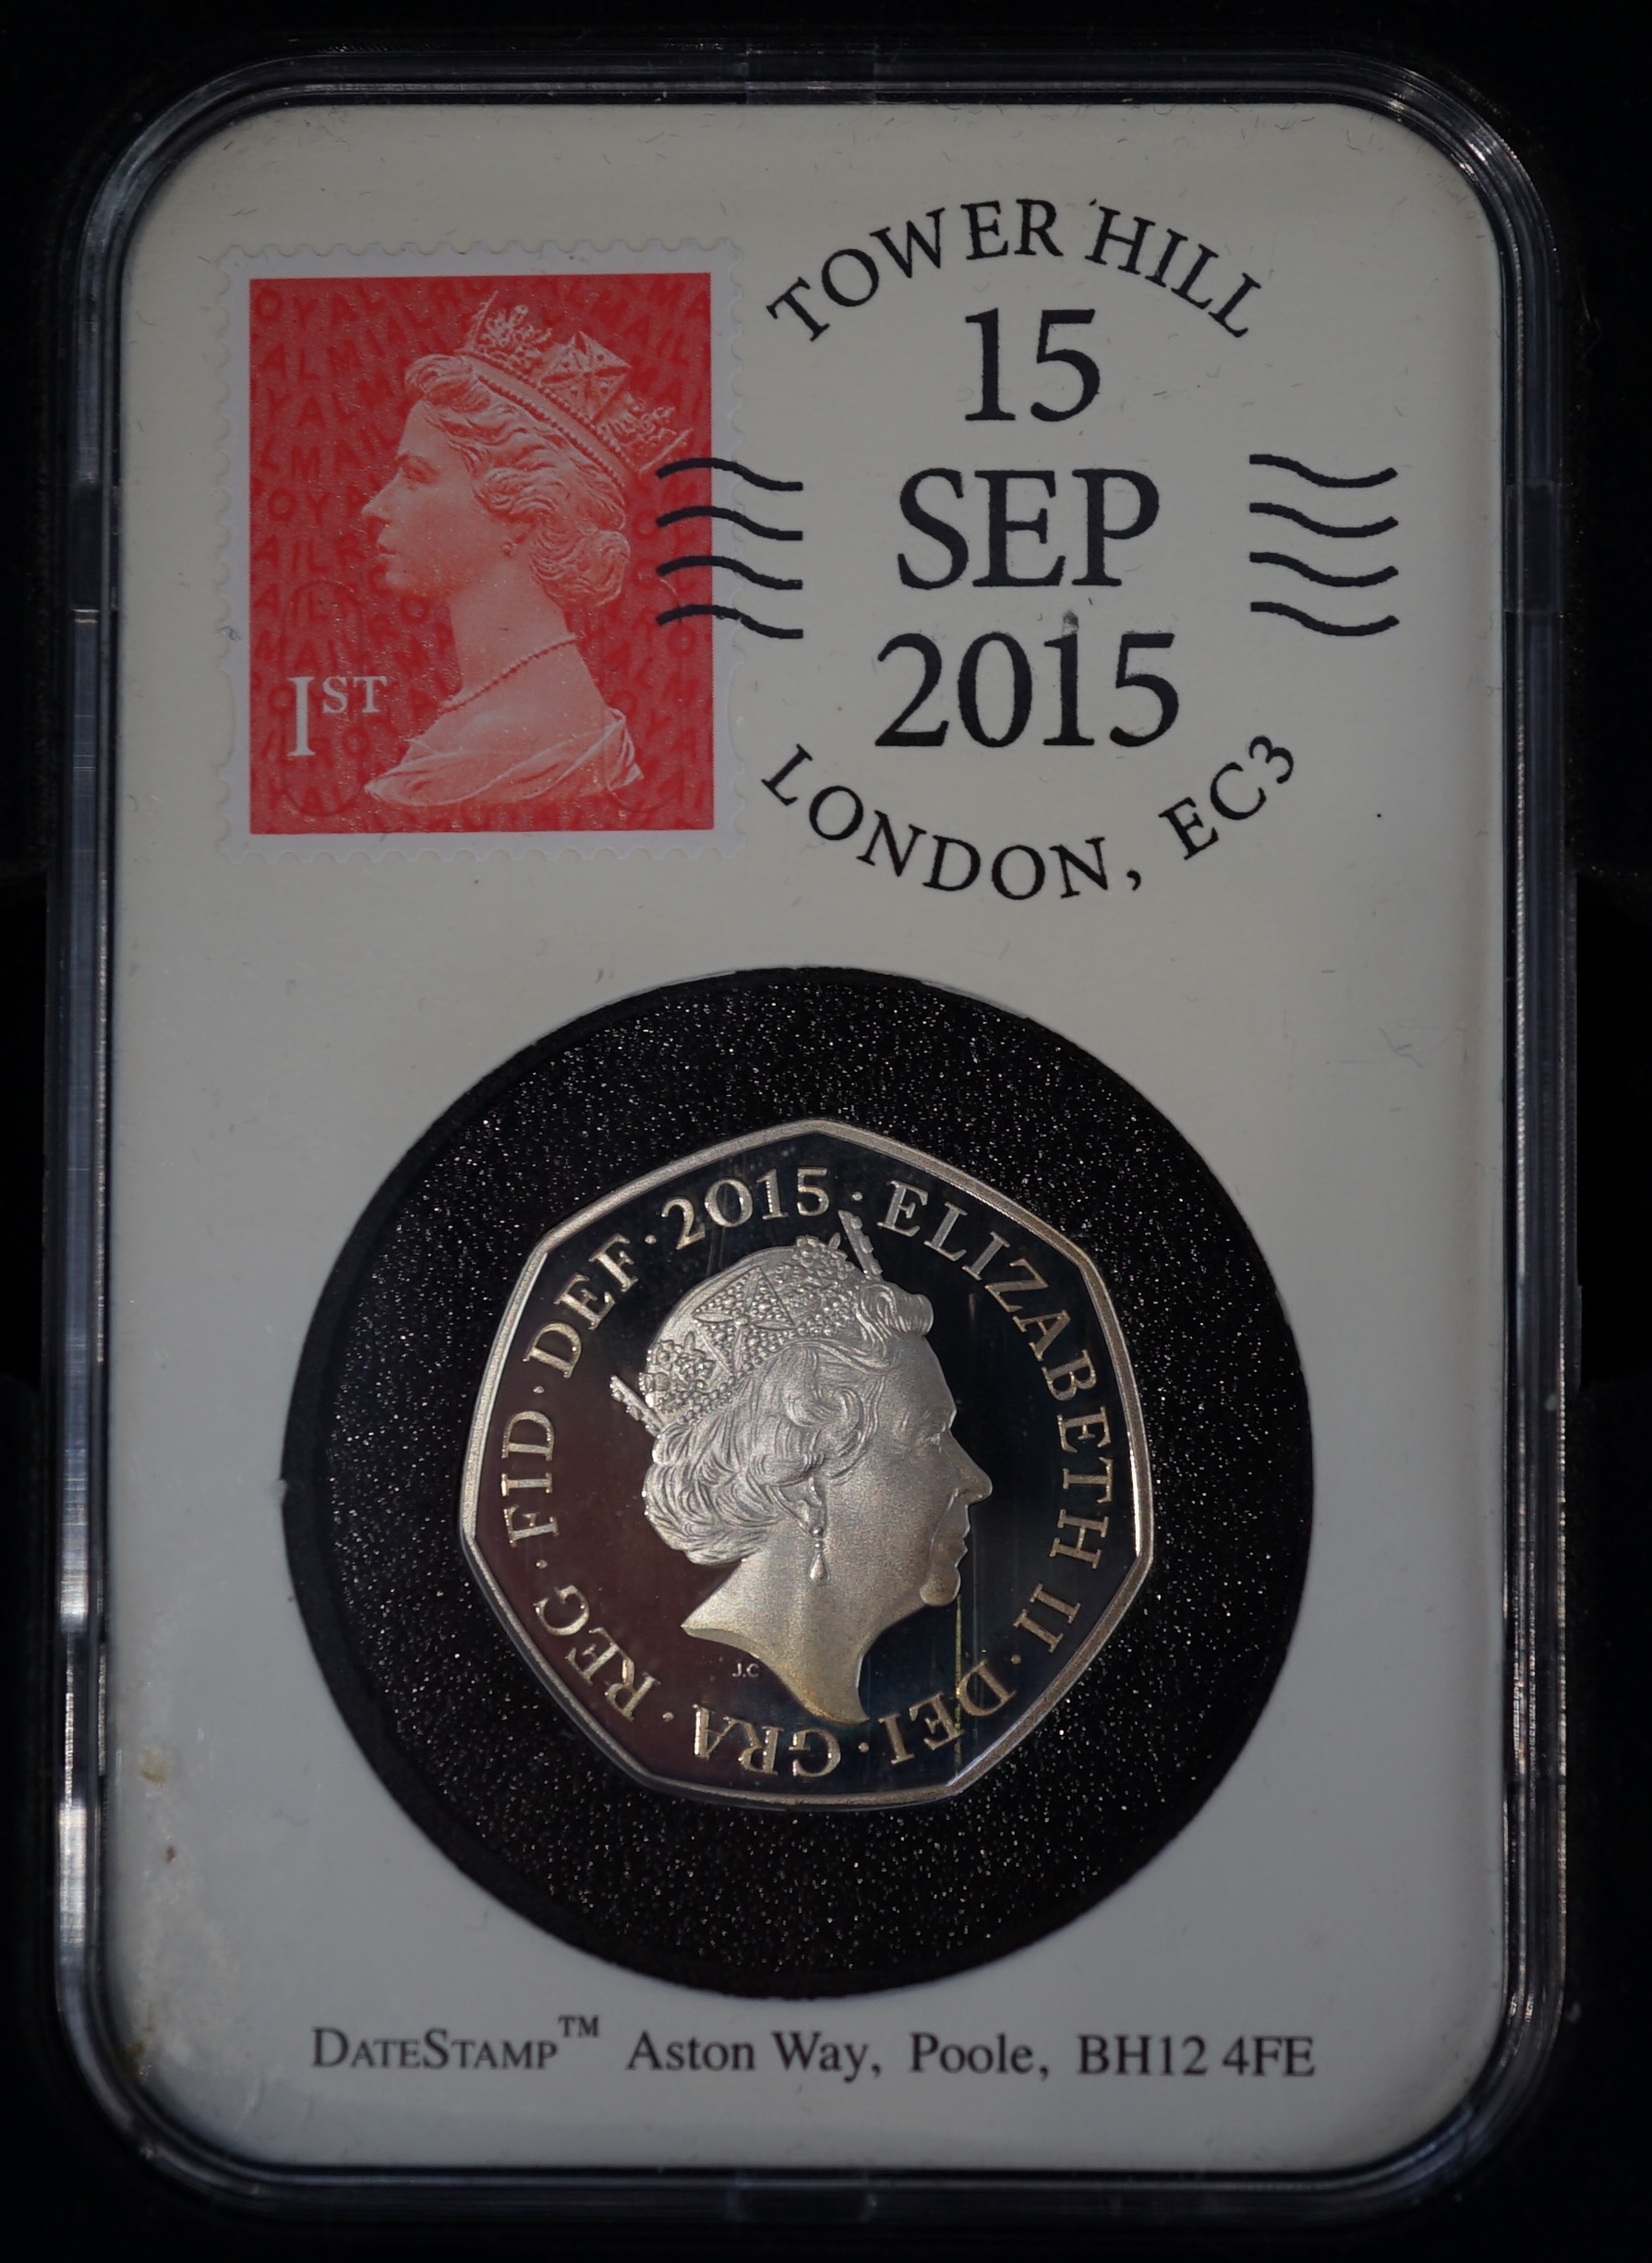 1ST
TOWER HILL
15
SEP
2015
LONDON, EC3
ELIZABETH II · DEI · GRA · REG · FID · DEF · 2015 ·
J.C
DATESTAMP™ Aston Way, Poole, BH12 4FE